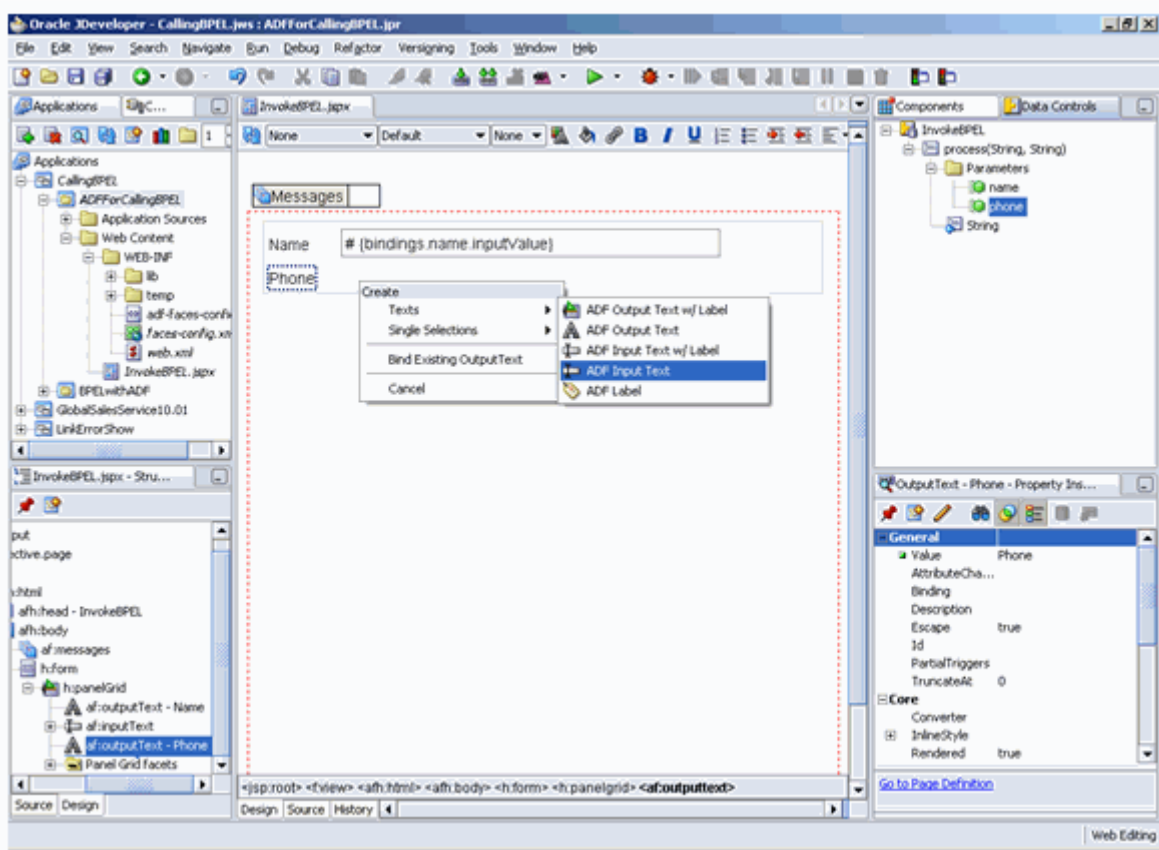 Oracle JDeveloper - CallingBPEL.jws : ADFForCallingBPEL.jpr
File Edit View Search Navigate Run Debug Refactor Versioning Tools Window Help
Applications C...
InvokeBPEL.jspx
Components Data Controls
1
None Default None B I U
Applications
CallingBPEL
ADFForCallingBPEL
Application Sources
Web Content
WEB-INF
lib
temp
adf-faces-confi
faces-config.xm
web.xml
InvokeBPEL.jspx
BPELwithADF
GlobalSalesService10.01
LinkErrorShow
Messages
Name # {bindings.name.inputValue}
Phone
Create
Texts
Single Selections
Bind Existing OutputText
Cancel
ADF Output Text w/ Label
ADF Output Text
ADF Input Text w/ Label
ADF Input Text
ADF Label
InvokeBPEL
process(String, String)
Parameters
name
phone
String
InvokeBPEL.jspx - Stru...
put
ctive.page
:html
afh:head - InvokeBPEL
afh:body
af:messages
h:form
h:panelGrid
af:outputText - Name
af:inputText
af:outputText - Phone
Panel Grid facets
Source Design
<jsp:root> <f:view> <afh:html> <afh:body> <h:form> <h:panelgrid> <af:outputtext>
Design Source History
OutputText - Phone - Property Ins...
General
Value Phone
AttributeCha...
Binding
Description
Escape true
Id
PartialTriggers
TruncateAt 0
Core
Converter
InlineStyle
Rendered true
Go to Page Definition
Web Editing